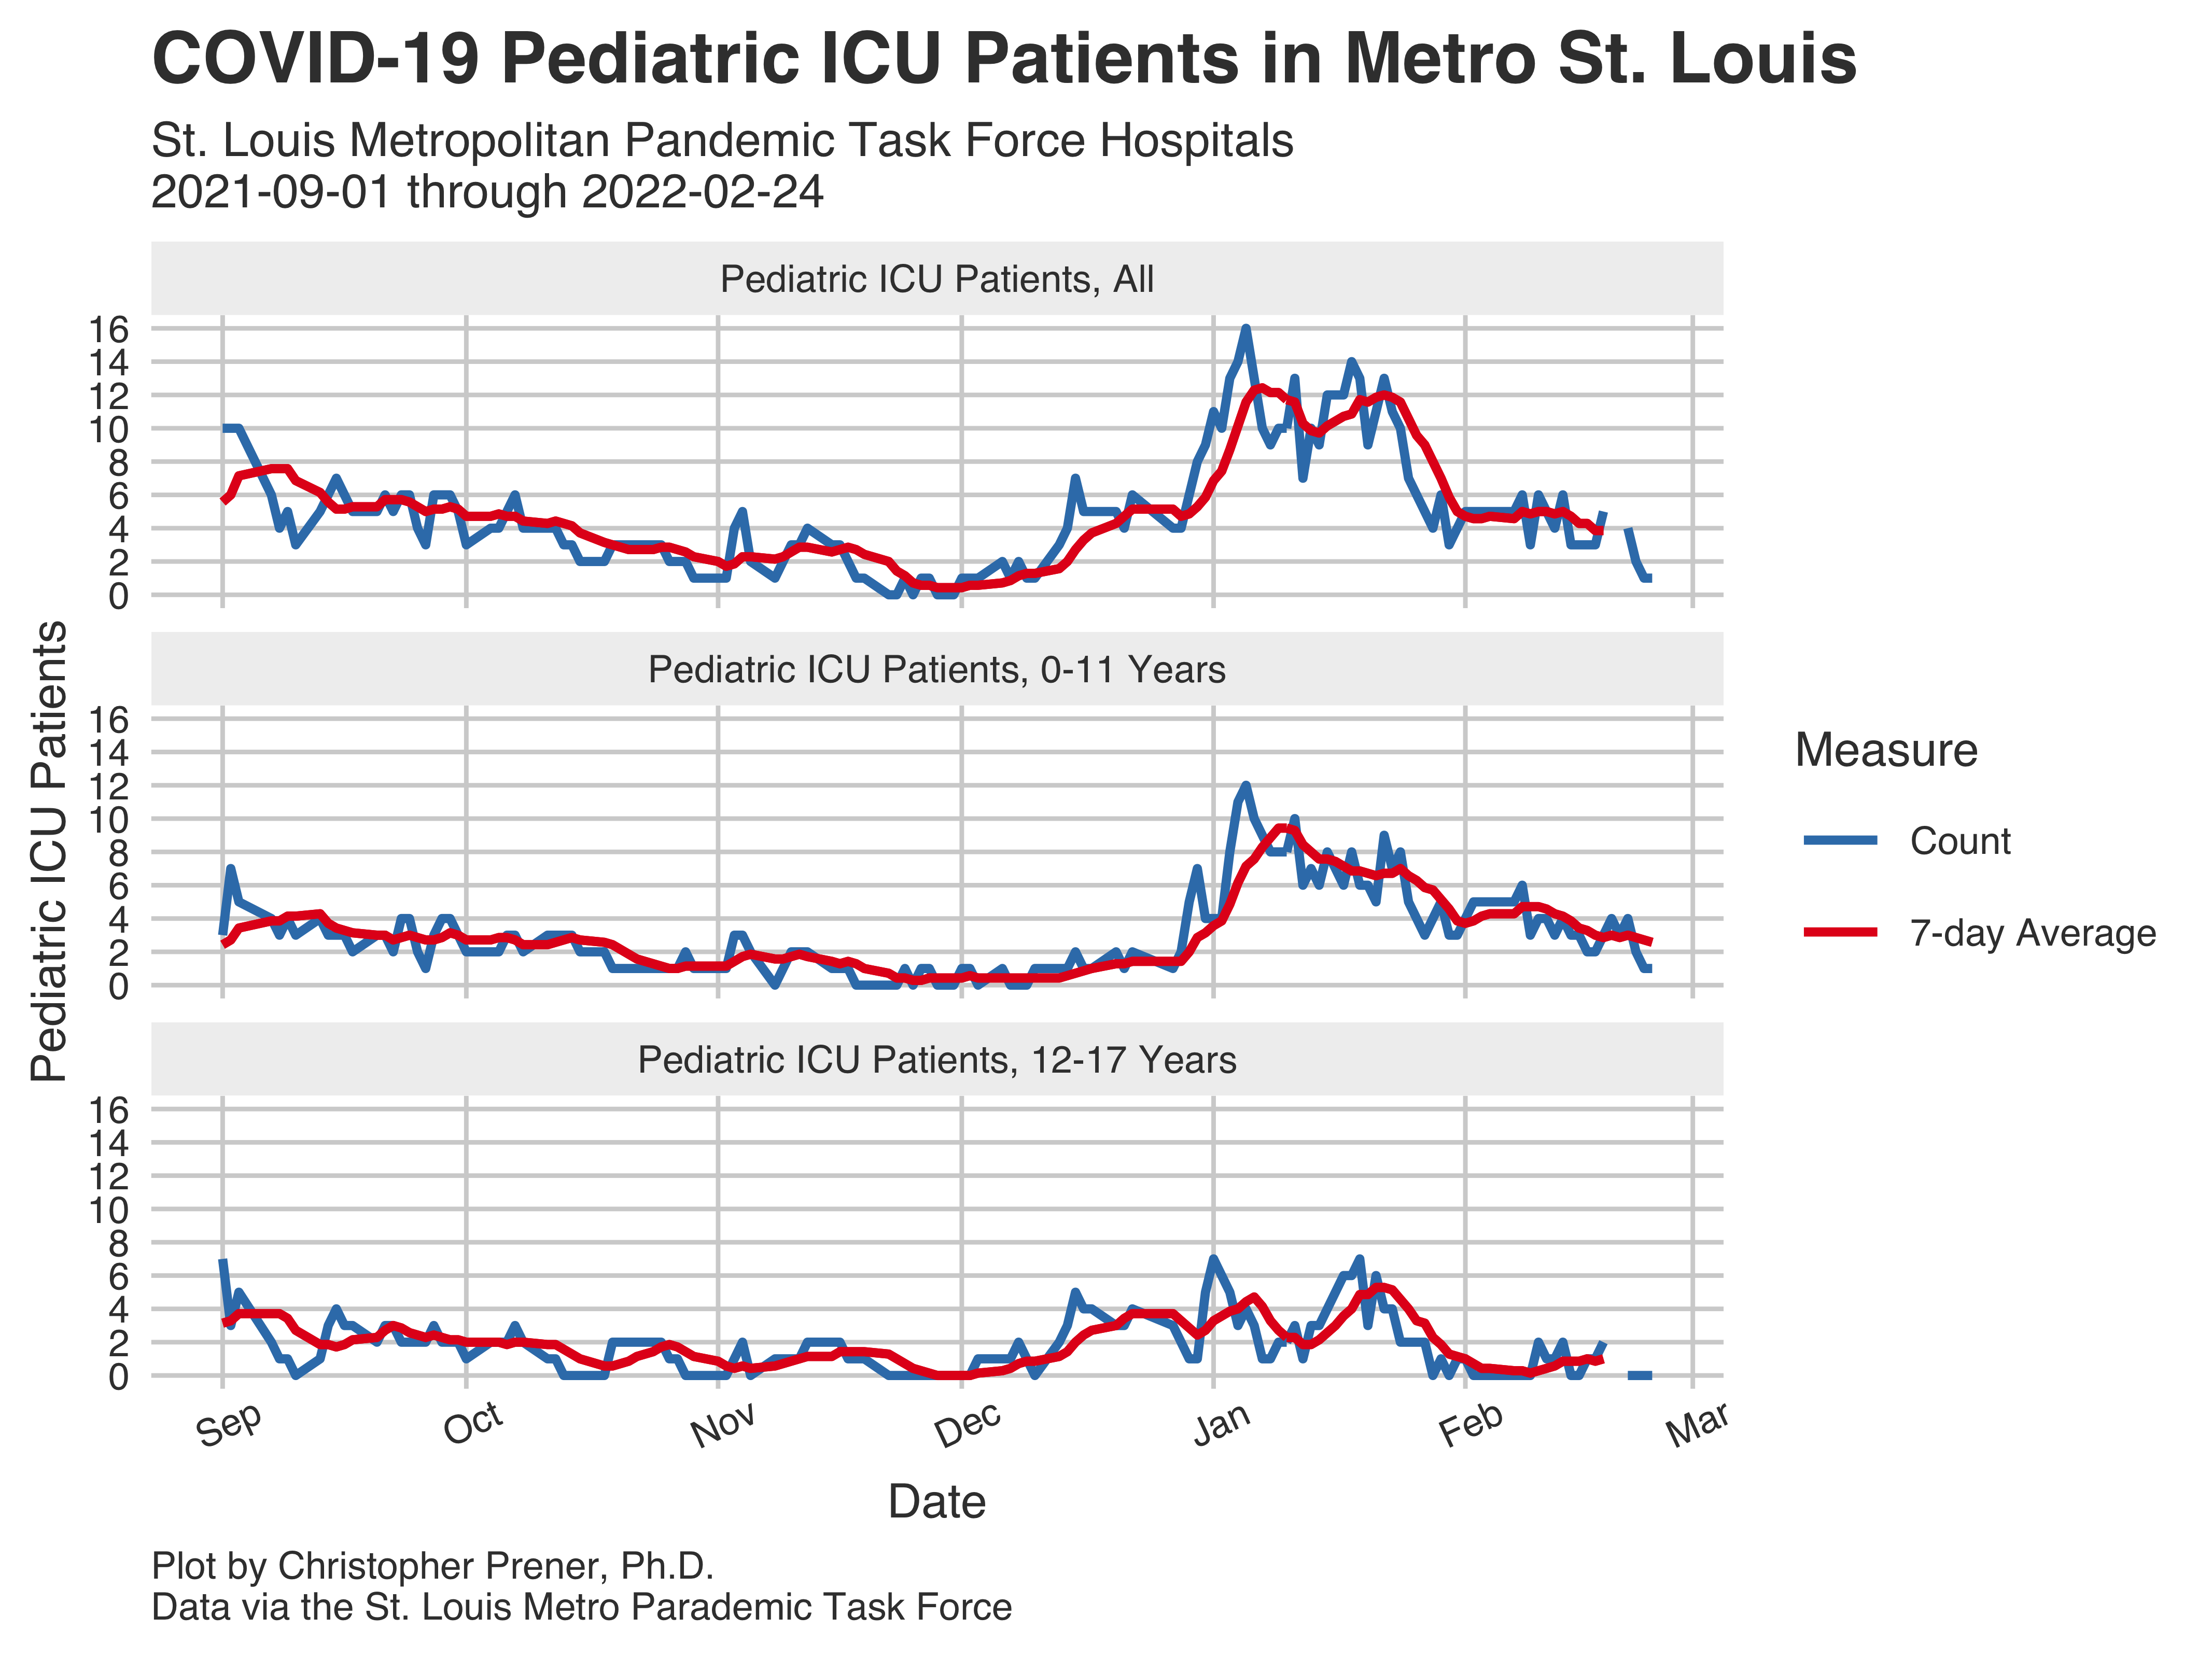 COVID-19 Pediatric ICU Patients in Metro St. Louis
St. Louis Metropolitan Pandemic Task Force Hospitals
2021-09-01 through 2022-02-24
Pediatric ICU Patients, All
16
14
12
10
8
6
4
2
0
Pediatric ICU Patients
Pediatric ICU Patients, 0-11 Years
16
14
12
10
8
6
4
2
0
Measure
Count
7-day Average
Pediatric ICU Patients, 12-17 Years
16
14
12
10
8
6
4
2
0
Sep Oct Nov Dec Jan Feb Mar
Date
Plot by Christopher Prener, Ph.D.
Data via the St. Louis Metro Parademic Task Force